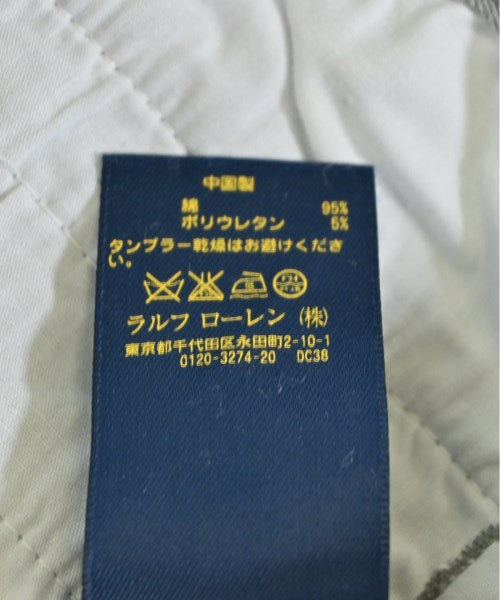 中国製
綿 95%
ポリウレタン 5%
タンブラー乾燥はお避けくださ
い。
ラルフ ローレン (株)
東京都千代田区永田町2-10-1
0120-3274-20 DC38